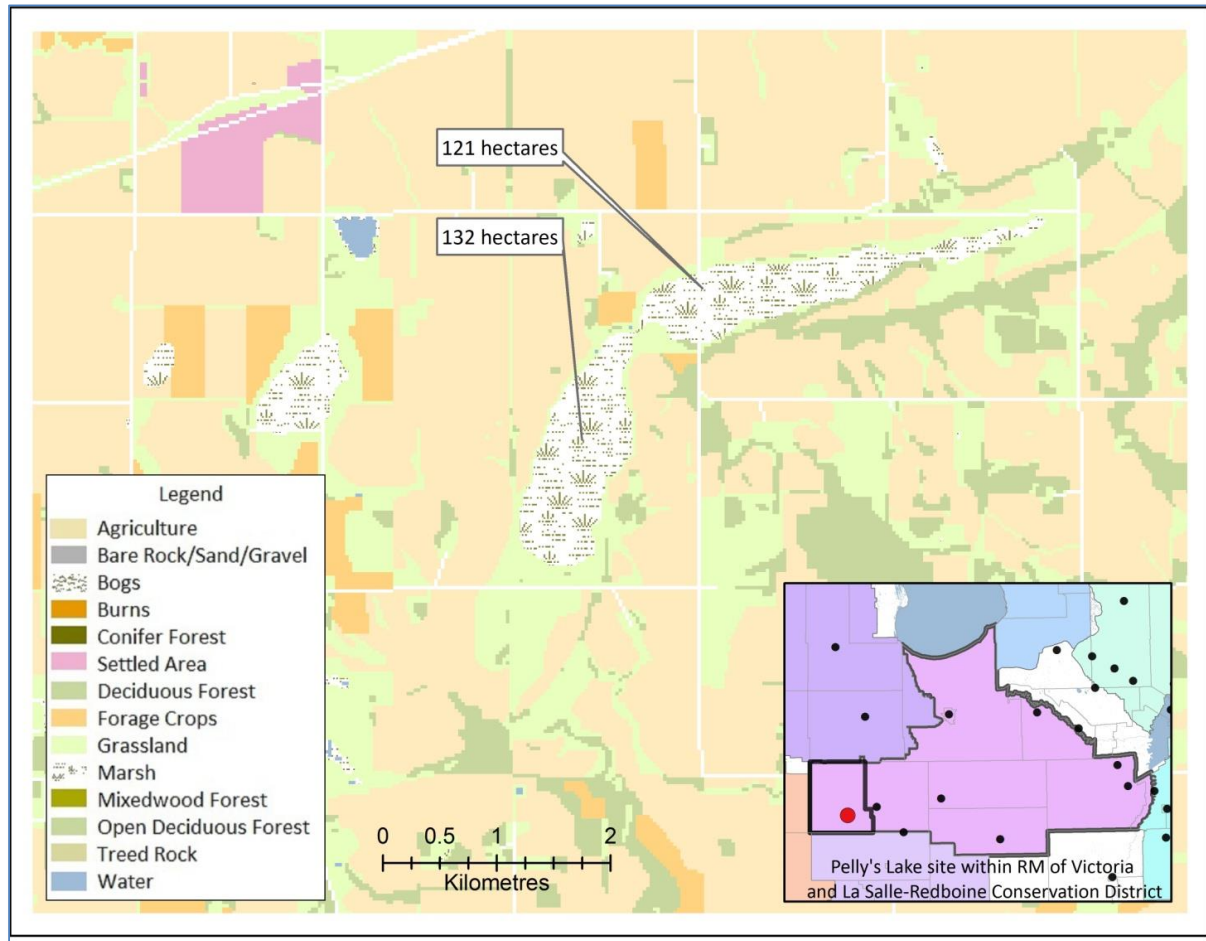 121 hectares
132 hectares
Legend
Agriculture
Bare Rock/Sand/Gravel
Bogs
Burns
Conifer Forest
Settled Area
Deciduous Forest
Forage Crops
Grassland
Marsh
Mixedwood Forest
Open Deciduous Forest
Treed Rock
Water
0 0.5 1 2
Kilometres
Pelly's Lake site within RM of Victoria
and La Salle-Redboine Conservation District